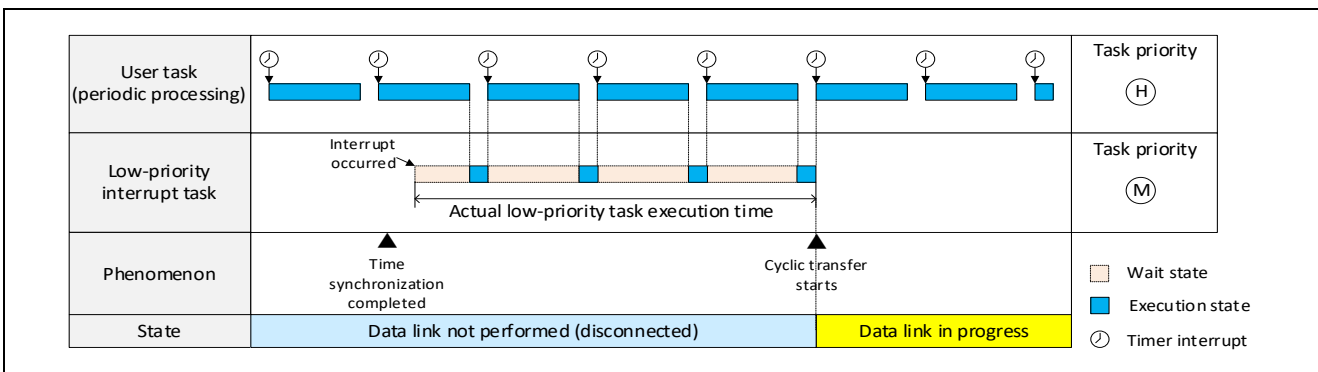 User task
(periodic processing)
Task priority
H
Interrupt
occurred
Low-priority
interrupt task
Actual low-priority task execution time
Task priority
M
Phenomenon
Time
synchronization
completed
Cyclic transfer
starts
State
Data link not performed (disconnected)
Data link in progress
Wait state
Execution state
Timer interrupt